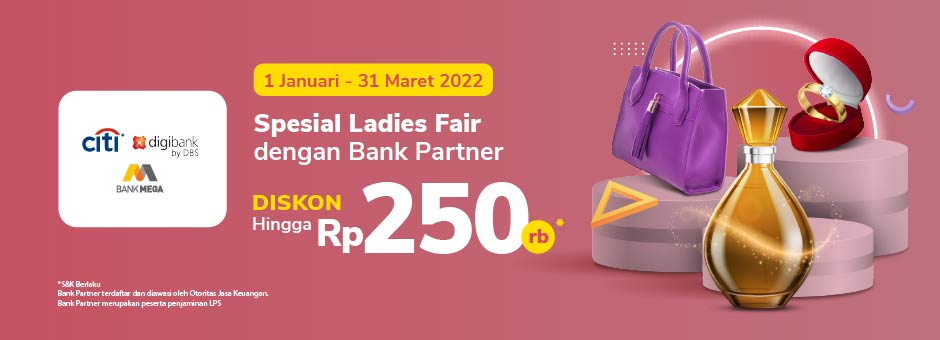 citi
digibank
by DBS
BANK MEGA
1 Januari - 31 Maret 2022
Spesial Ladies Fair
dengan Bank Partner
DISKON
Hingga Rp250rb*
*S&K Berlaku
Bank Partner terdaftar dan diawasi oleh Otoritas Jasa Keuangan.
Bank Partner merupakan peserta penjaminan LPS